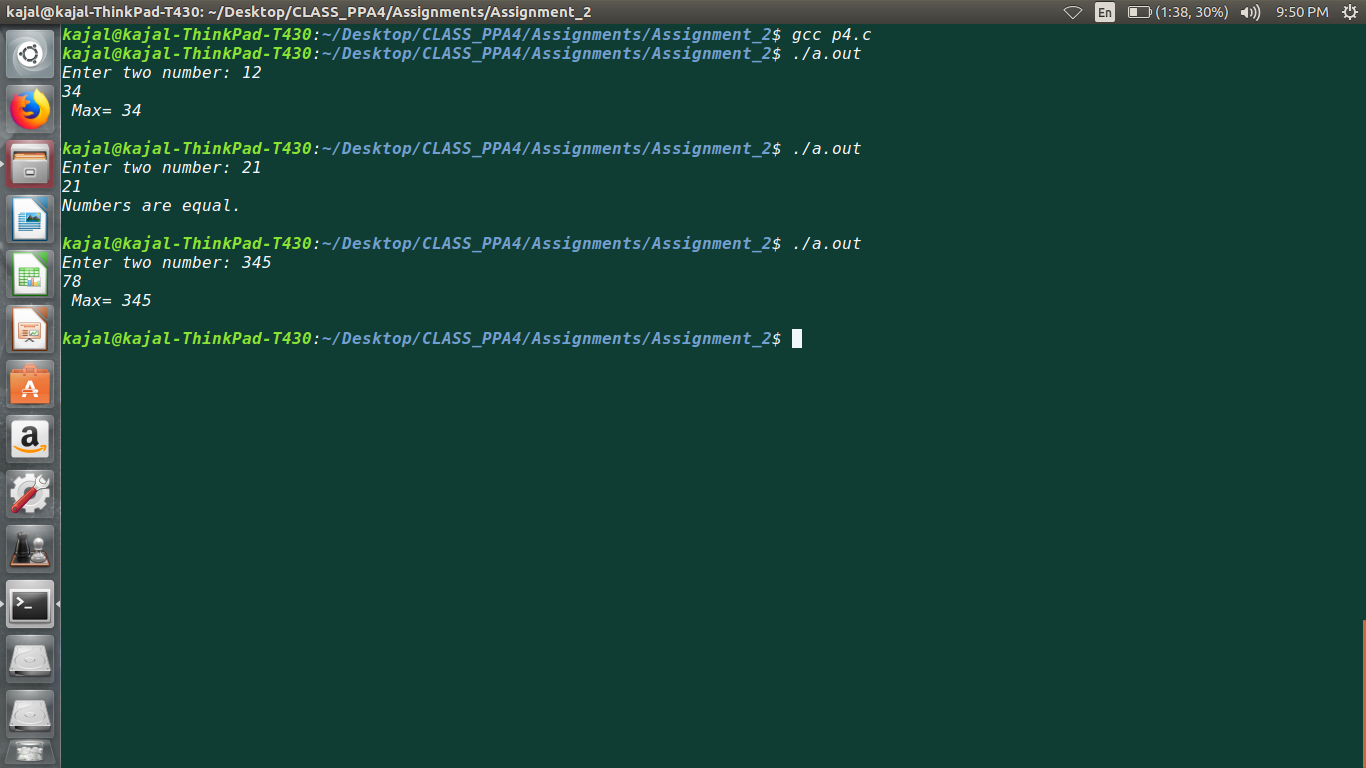 kajal@kajal-ThinkPad-T430: ~/Desktop/CLASS_PPA4/Assignments/Assignment_2 En (1:38, 30%) 9:50 PM
kajal@kajal-ThinkPad-T430:~/Desktop/CLASS_PPA4/Assignments/Assignment_2$ gcc p4.c
kajal@kajal-ThinkPad-T430:~/Desktop/CLASS_PPA4/Assignments/Assignment_2$ ./a.out
Enter two number: 12
34
 Max= 34
kajal@kajal-ThinkPad-T430:~/Desktop/CLASS_PPA4/Assignments/Assignment_2$ ./a.out
Enter two number: 21
21
Numbers are equal.
kajal@kajal-ThinkPad-T430:~/Desktop/CLASS_PPA4/Assignments/Assignment_2$ ./a.out
Enter two number: 345
78
 Max= 345
kajal@kajal-ThinkPad-T430:~/Desktop/CLASS_PPA4/Assignments/Assignment_2$